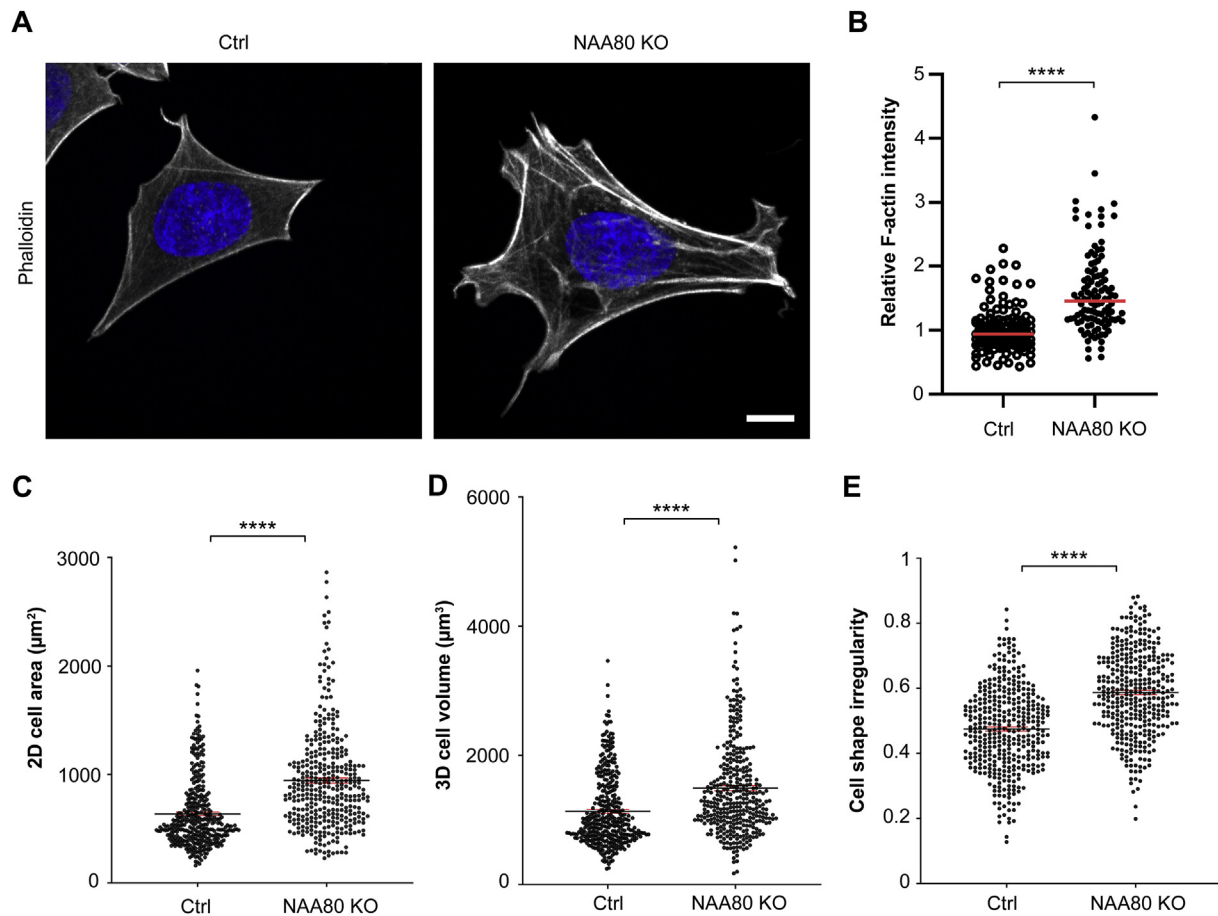 A
Ctrl
NAA80 KO
Phalloidin
B
Relative F-actin intensity
5
4
3
2
1
0
****
Ctrl
NAA80 KO
C
2D cell area (µm²)
3000
2000
1000
0
****
Ctrl
NAA80 KO
D
3D cell volume (µm³)
6000
4000
2000
0
****
Ctrl
NAA80 KO
E
Cell shape irregularity
1
0.8
0.6
0.4
0.2
0
****
Ctrl
NAA80 KO